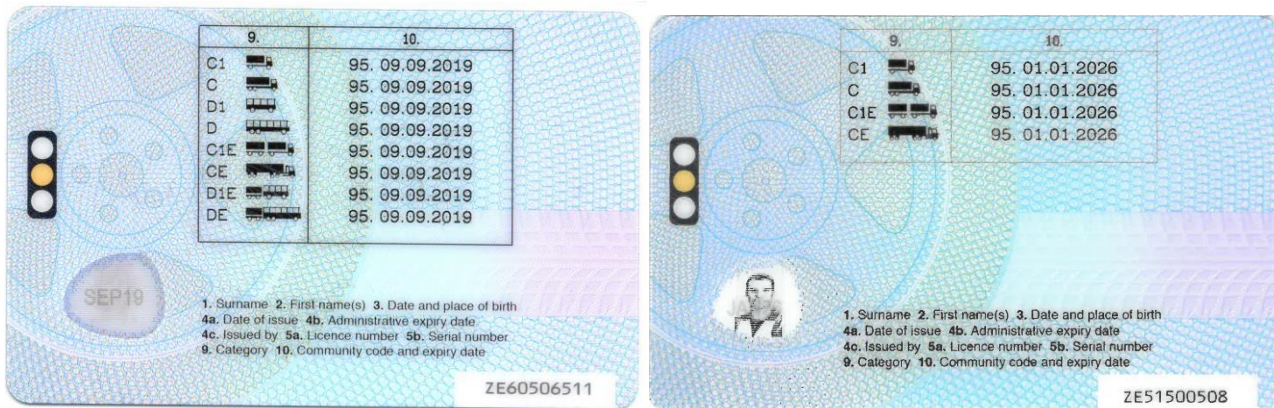 9. 10.
C1 95. 09.09.2019
C 95. 09.09.2019
D1 95. 09.09.2019
D 95. 09.09.2019
C1E 95. 09.09.2019
CE 95. 09.09.2019
D1E 95. 09.09.2019
DE 95. 09.09.2019
SEP19
1. Surname 2. First name(s) 3. Date and place of birth
4a. Date of issue 4b. Administrative expiry date
4c. Issued by 5a. Licence number 5b. Serial number
9. Category 10. Community code and expiry date
ZE60506511
9. 10.
C1 95. 01.01.2026
C 95. 01.01.2026
C1E 95. 01.01.2026
CE 95. 01.01.2026
1. Surname 2. First name(s) 3. Date and place of birth
4a. Date of issue 4b. Administrative expiry date
4c. Issued by 5a. Licence number 5b. Serial number
9. Category 10. Community code and expiry date
ZE51500508